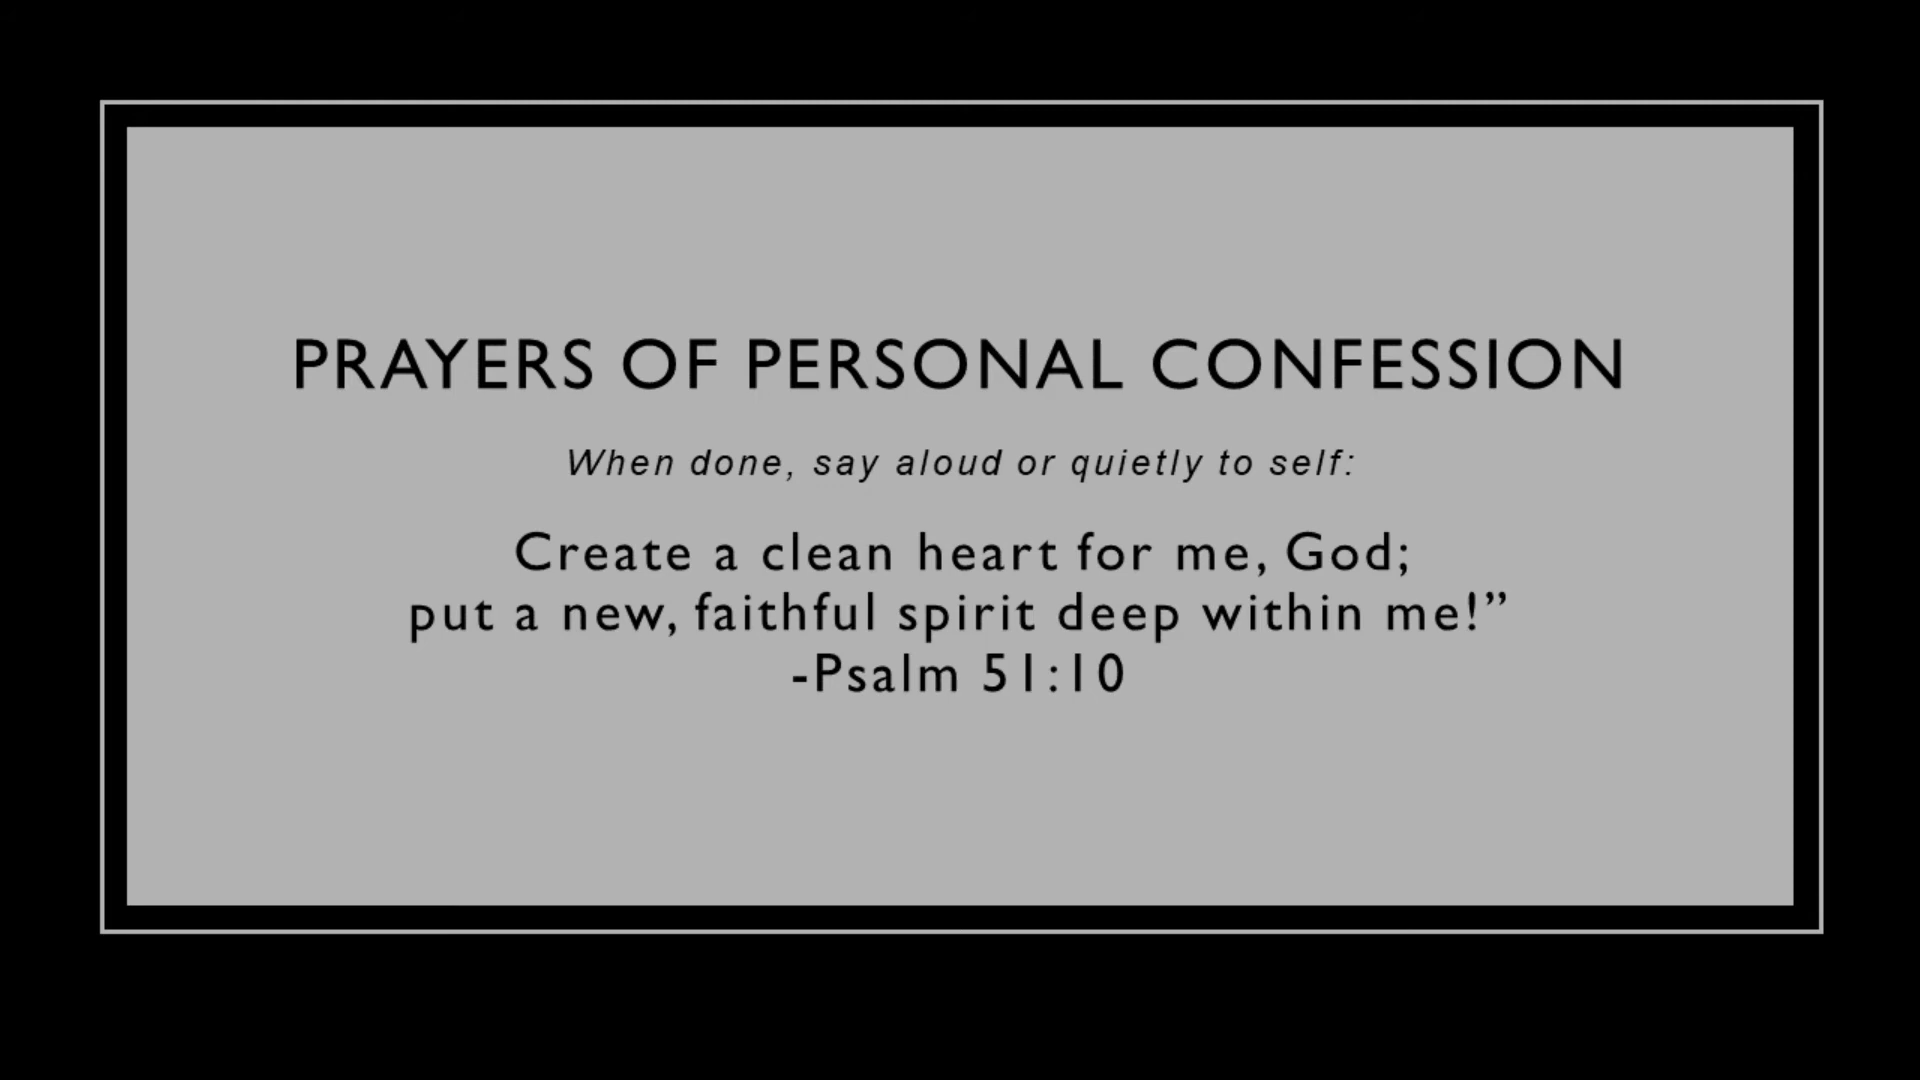 PRAYERS OF PERSONAL CONFESSION
When done, say aloud or quietly to self:
Create a clean heart for me, God;
put a new, faithful spirit deep within me!”
-Psalm 51:10